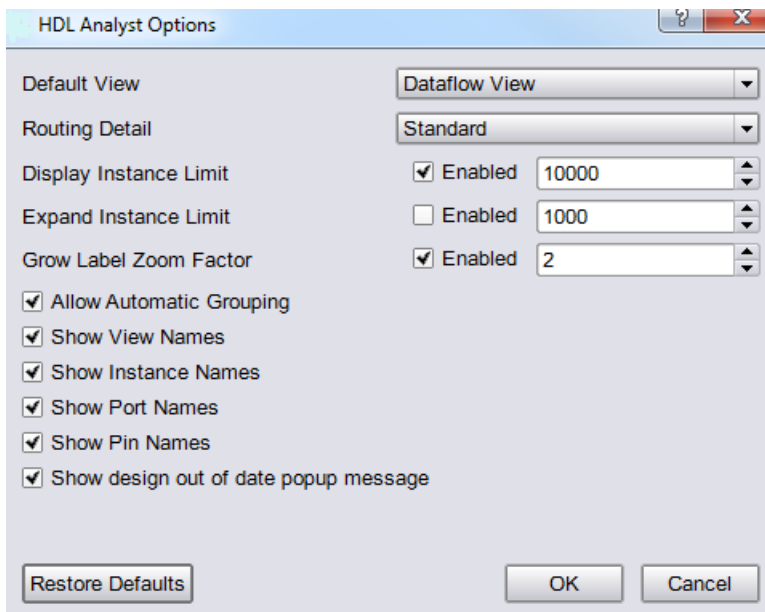 HDL Analyst Options
Default View Dataflow View
Routing Detail Standard
Display Instance Limit Enabled 10000
Expand Instance Limit Enabled 1000
Grow Label Zoom Factor Enabled 2
Allow Automatic Grouping
Show View Names
Show Instance Names
Show Port Names
Show Pin Names
Show design out of date popup message
Restore Defaults OK Cancel